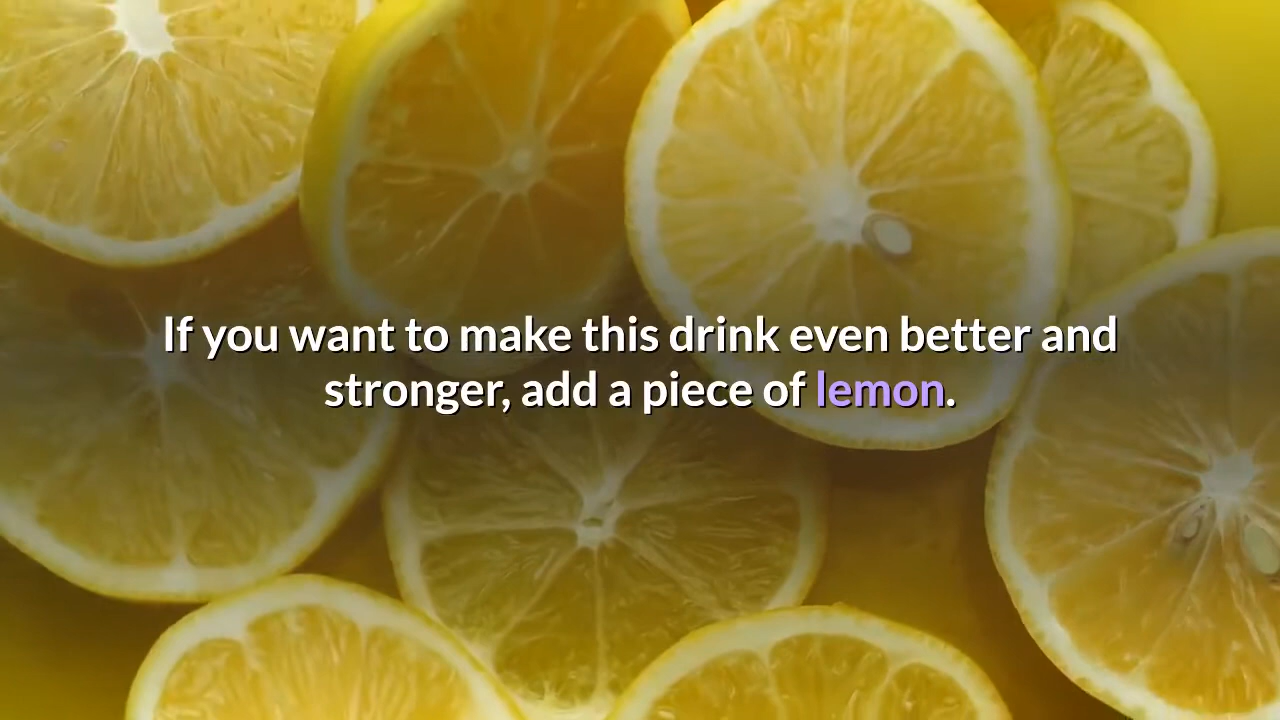 If you want to make this drink even better and
stronger, add a piece of lemon.